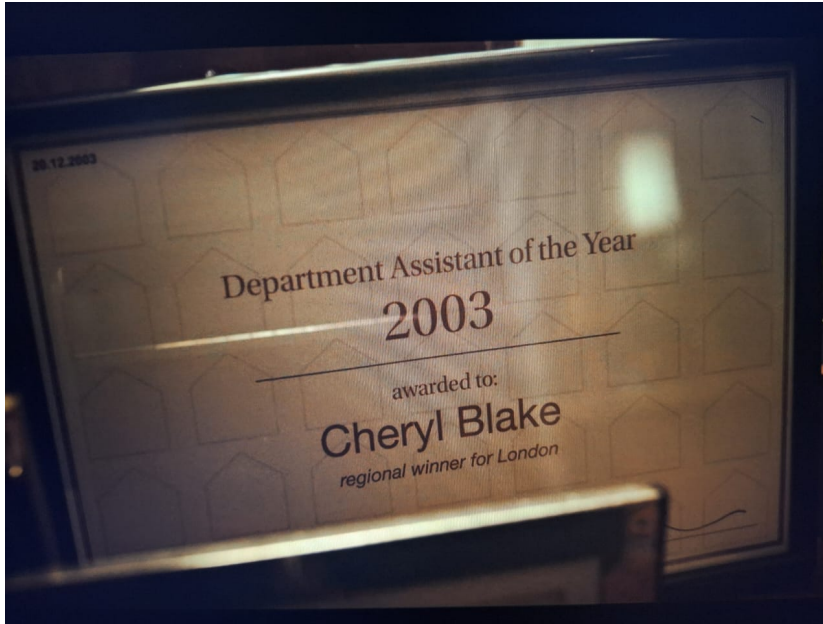 20.12.2003
Department Assistant of the Year
2003
awarded to:
Cheryl Blake
regional winner for London